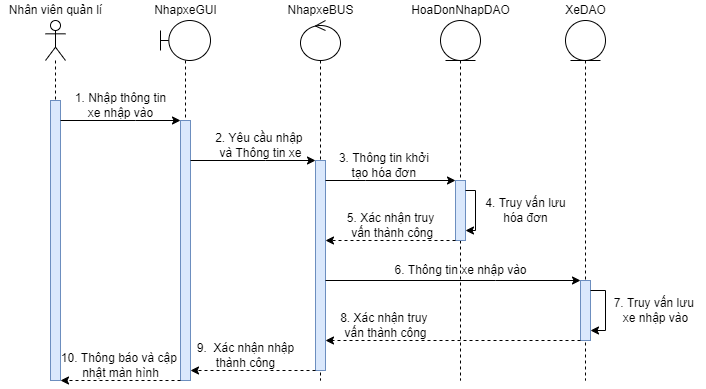 Nhân viên quản lí
NhapxeGUI
NhapxeBUS
HoaDonNhapDAO
XeDAO
1. Nhập thông tin
xe nhập vào
2. Yêu cầu nhập
và Thông tin xe
3. Thông tin khởi
tạo hóa đơn
4. Truy vấn lưu
hóa đơn
5. Xác nhận truy
vấn thành công
6. Thông tin xe nhập vào
7. Truy vấn lưu
xe nhập vào
8. Xác nhận truy
vấn thành công
9. Xác nhận nhập
thành công
10. Thông báo và cập
nhật màn hình